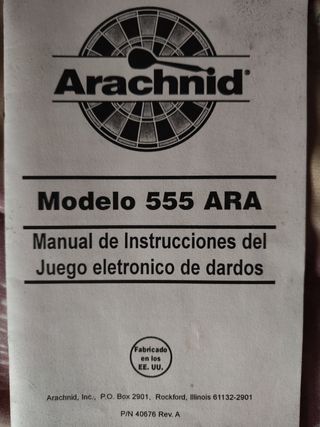 Arachnid®
Modelo 555 ARA
Manual de Instrucciones del
Juego eletronico de dardos
Fabricado
en los
EE. UU.
Arachnid, Inc., P.O. Box 2901, Rockford, Illinois 61132-2901
P/N 40676 Rev. A